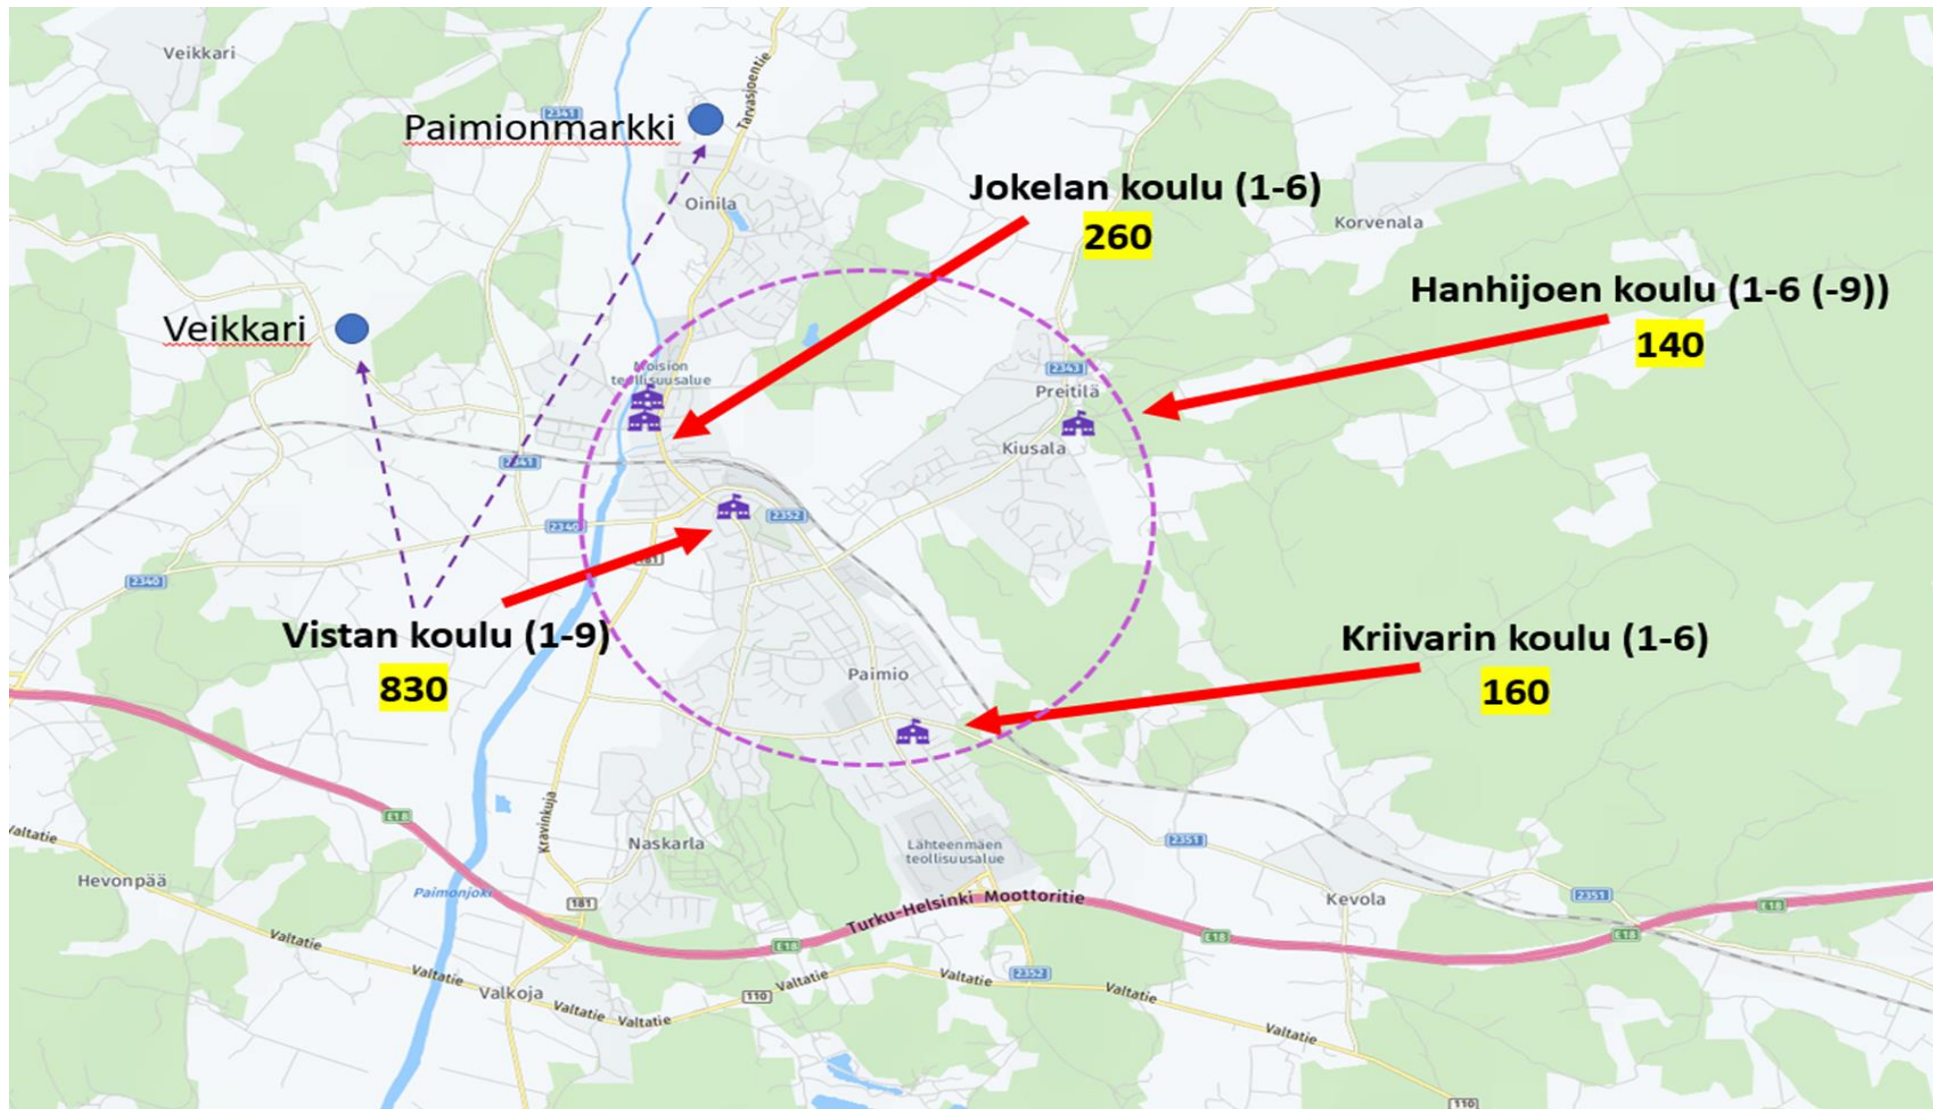 Veikkari
2341
Tarvasjoentie
Paimionmarkki
Jokelan koulu (1-6)
260
Oinila
Korvenala
Hanhijoen koulu (1-6 (-9))
140
Veikkari
Moision
teollisuusalue
2343
Preitilä
Kiusala
2341
2340
2352
181
2340
Vistan koulu (1-9)
830
Kriivarin koulu (1-6)
160
Paimio
E18
Kravinkuja
Valtatie
Naskarla
Lähteenmäen
teollisuusalue
2351
Hevonpää
Paimonjoki
181
Turku-Helsinki Moottoritie
Kevola
2351
E18
E18
E18
E18
Valtatie
Valtatie
Valtatie
Valtatie
2352
Valkoja
110
Valtatie
Valtatie
Valtatie
Valtatie
110